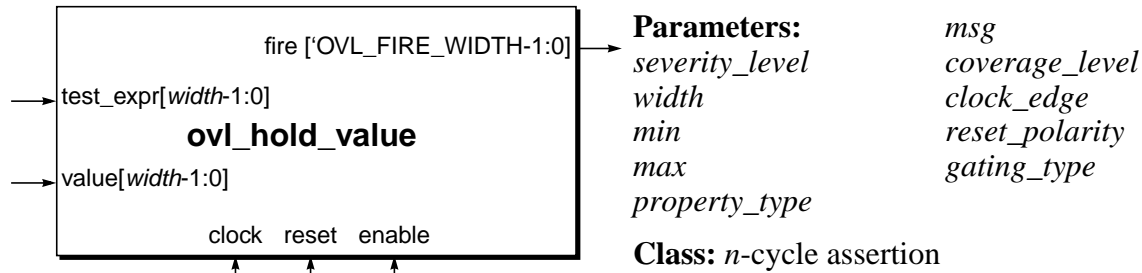 fire [‘OVL_FIRE_WIDTH-1:0]
test_expr[width-1:0]
ovl_hold_value
value[width-1:0]
clock reset enable
Parameters:
severity_level
width
min
max
property_type
msg
coverage_level
clock_edge
reset_polarity
gating_type
Class: n-cycle assertion